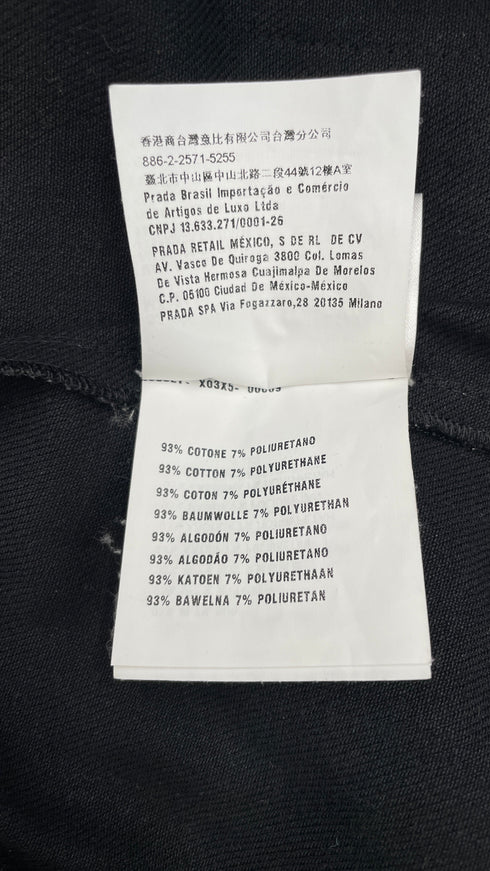 香港商台灣漁比有限公司台灣分公司
886-2-2571-5255
臺北市中山區中山北路二段44號12樓A室
Prada Brasil Importação e Comércio
de Artigos de Luxo Ltda
CNPJ 13.633.271/0001-26
PRADA RETAIL MÉXICO, S DE RL DE CV
AV. Vasco De Quiroga 3800 Col. Lomas
De Vista Hermosa Cuajimalpa De Morelos
C.P. 05100 Ciudad De México-México
PRADA SPA Via Fogazzaro,28 20135 Milano
X03X5-
93% COTONE 7% POLIURETANO
93% COTTON 7% POLYURETHANE
93% COTON 7% POLYURÉTHANE
93% BAUMWOLLE 7% POLYURETHAN
93% ALGODÓN 7% POLIURETANO
93% ALGODÃO 7% POLIURETANO
93% KATOEN 7% POLYURETHAAN
93% BAWELNA 7% POLIURETAN